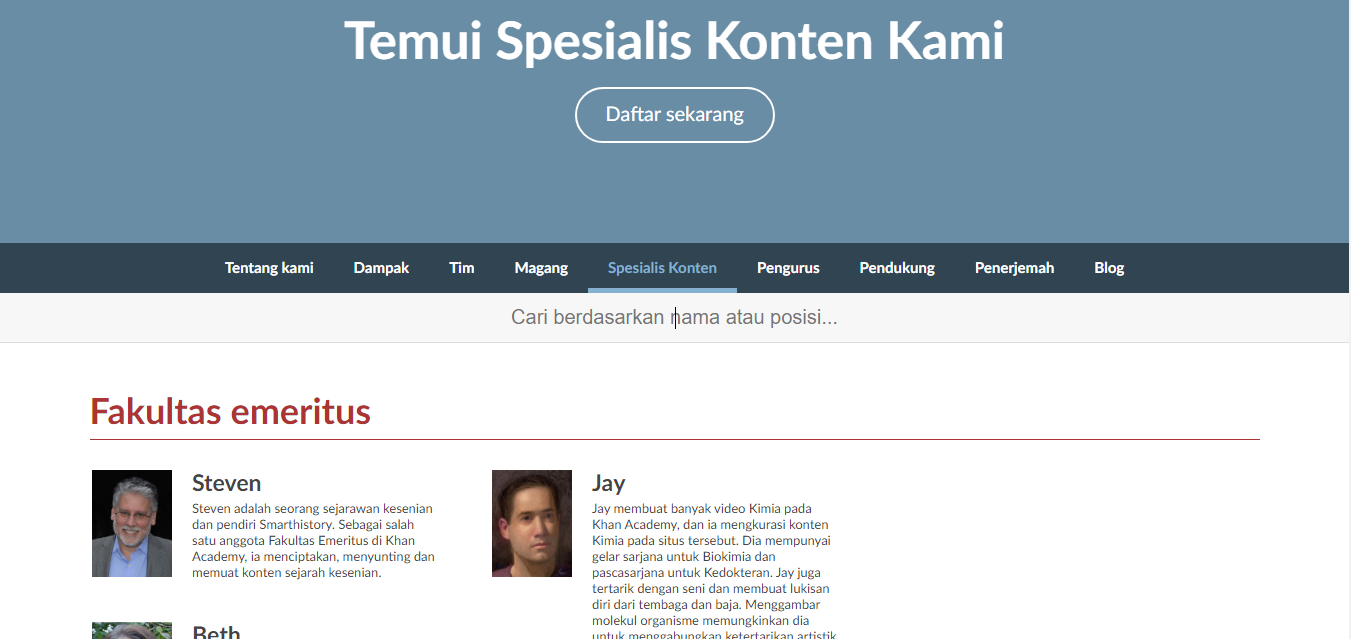 Temui Spesialis Konten Kami
Daftar sekarang
Tentang kami Dampak Tim Magang Spesialis Konten Pengurus Pendukung Penerjemah Blog
Cari berdasarkan nama atau posisi...
Fakultas emeritus
Steven
Steven adalah seorang sejarawan kesenian
dan pendiri Smarthistory. Sebagai salah
satu anggota Fakultas Emeritus di Khan
Academy, ia menciptakan, menyunting dan
memuat konten sejarah kesenian.
Jay
Jay membuat banyak video Kimia pada
Khan Academy, dan ia mengkurasi konten
Kimia pada situs tersebut. Dia mempunyai
gelar sarjana untuk Biokimia dan
pascasarjana untuk Kedokteran. Jay juga
tertarik dengan seni dan membuat lukisan
diri dari tembaga dan baja. Menggambar
molekul organisme memungkinkan dia
untuk menggabungkan ketertarikan artistik
Beth